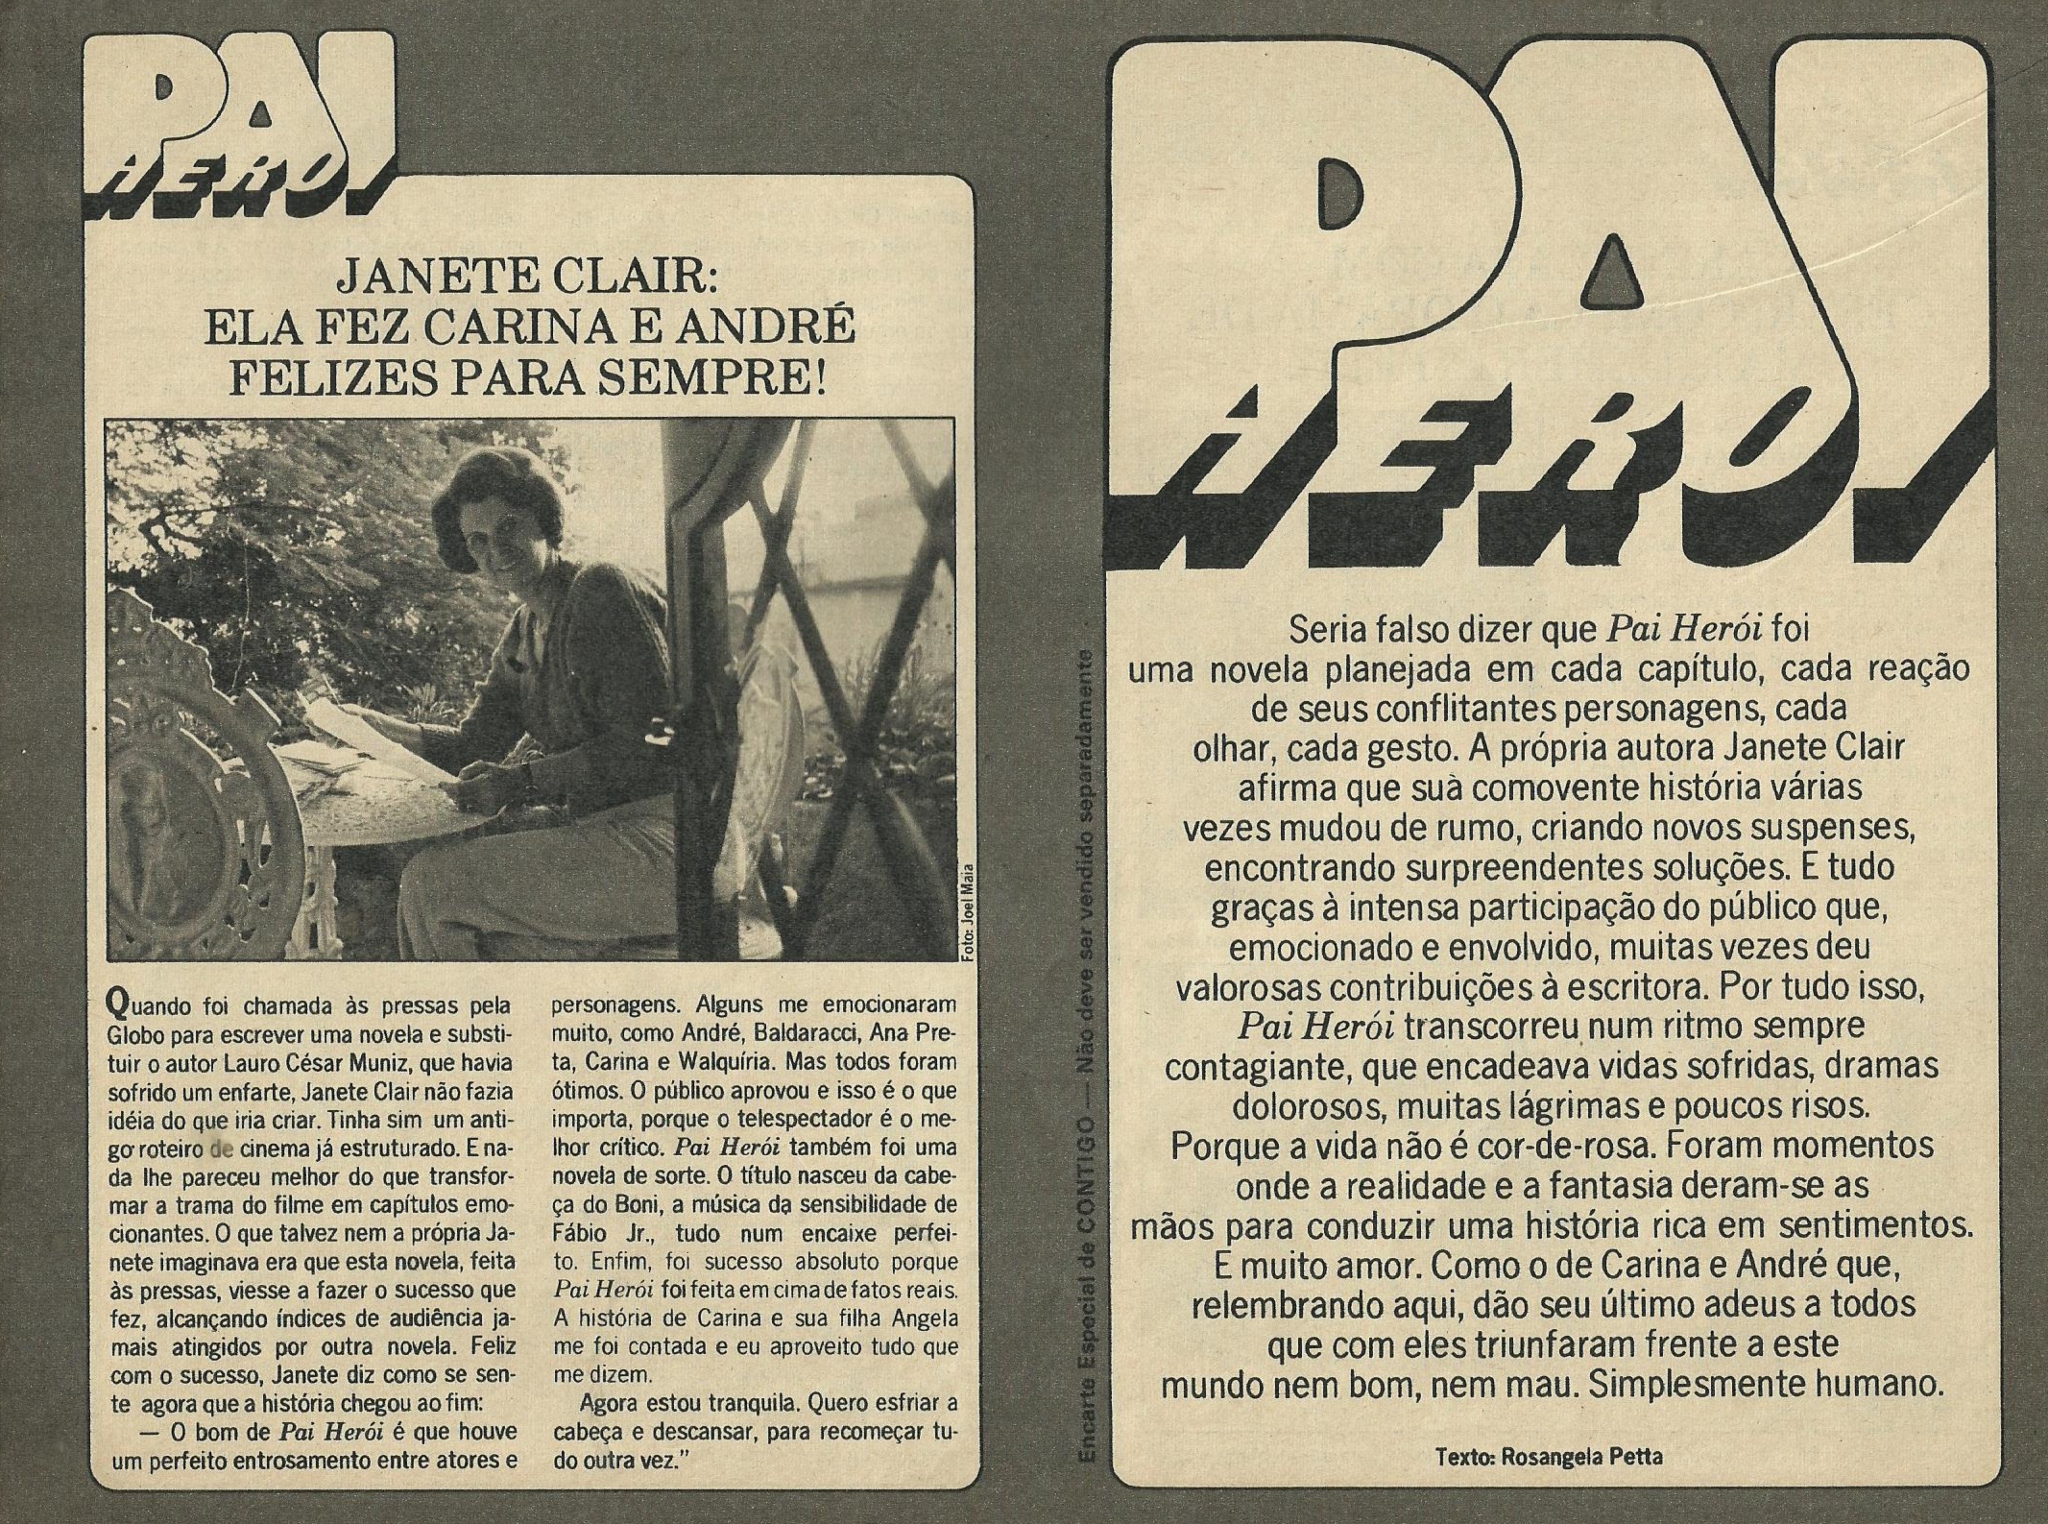 PAI
HEROI
JANETE CLAIR:
ELA FEZ CARINA E ANDRÉ
FELIZES PARA SEMPRE!
Foto: Joel Maia
Quando foi chamada às pressas pela
Globo para escrever uma novela e substi-
tuir o autor Lauro César Muniz, que havia
sofrido um enfarte, Janete Clair não fazia
idéia do que iria criar. Tinha sim um anti-
go roteiro de cinema já estruturado. E na-
da lhe pareceu melhor do que transfor-
mar a trama do filme em capítulos emo-
cionantes. O que talvez nem a própria Ja-
nete imaginava era que esta novela, feita
às pressas, viesse a fazer o sucesso que
fez, alcançando índices de audiência ja-
mais atingidos por outra novela. Feliz
com o sucesso, Janete diz como se sen-
te agora que a história chegou ao fim:
— O bom de Pai Herói é que houve
um perfeito entrosamento entre atores e
personagens. Alguns me emocionaram
muito, como André, Baldaracci, Ana Pre-
ta, Carina e Walquíria. Mas todos foram
ótimos. O público aprovou e isso é o que
importa, porque o telespectador é o me-
lhor crítico. Pai Herói também foi uma
novela de sorte. O título nasceu da cabe-
ça do Boni, a música da sensibilidade de
Fábio Jr., tudo num encaixe perfei-
to. Enfim, foi sucesso absoluto porque
Pai Herói foi feita em cima de fatos reais.
A história de Carina e sua filha Angela
me foi contada e eu aproveito tudo que
me dizem.
Agora estou tranquila. Quero esfriar a
cabeça e descansar, para recomeçar tu-
do outra vez.”
Encarte Especial de CONTIGO — Não deve ser vendido separadamente
PAI
HEROI
Seria falso dizer que Pai Herói foi
uma novela planejada em cada capítulo, cada reação
de seus conflitantes personagens, cada
olhar, cada gesto. A própria autora Janete Clair
afirma que sua comovente história várias
vezes mudou de rumo, criando novos suspenses,
encontrando surpreendentes soluções. E tudo
graças à intensa participação do público que,
emocionado e envolvido, muitas vezes deu
valorosas contribuições à escritora. Por tudo isso,
Pai Herói transcorreu num ritmo sempre
contagiante, que encadeava vidas sofridas, dramas
dolorosos, muitas lágrimas e poucos risos.
Porque a vida não é cor-de-rosa. Foram momentos
onde a realidade e a fantasia deram-se as
mãos para conduzir uma história rica em sentimentos.
E muito amor. Como o de Carina e André que,
relembrando aqui, dão seu último adeus a todos
que com eles triunfaram frente a este
mundo nem bom, nem mau. Simplesmente humano.
Texto: Rosangela Petta